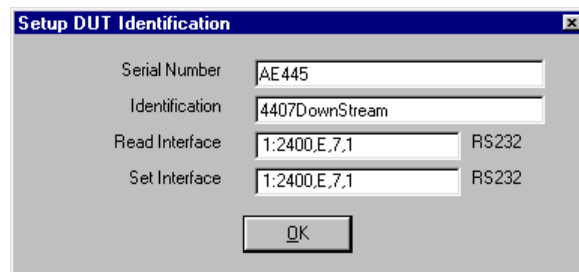 Setup DUT Identification
Serial Number AE445
Identification 4407DownStream
Read Interface 1:2400,E,7,1 RS232
Set Interface 1:2400,E,7,1 RS232
OK